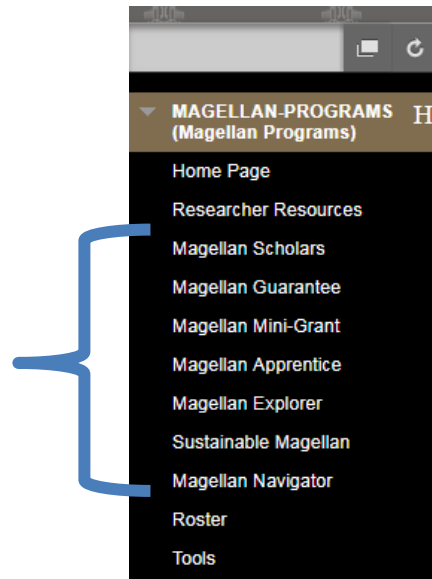 MAGELLAN-PROGRAMS H
(Magellan Programs)
Home Page
Researcher Resources
Magellan Scholars
Magellan Guarantee
Magellan Mini-Grant
Magellan Apprentice
Magellan Explorer
Sustainable Magellan
Magellan Navigator
Roster
Tools